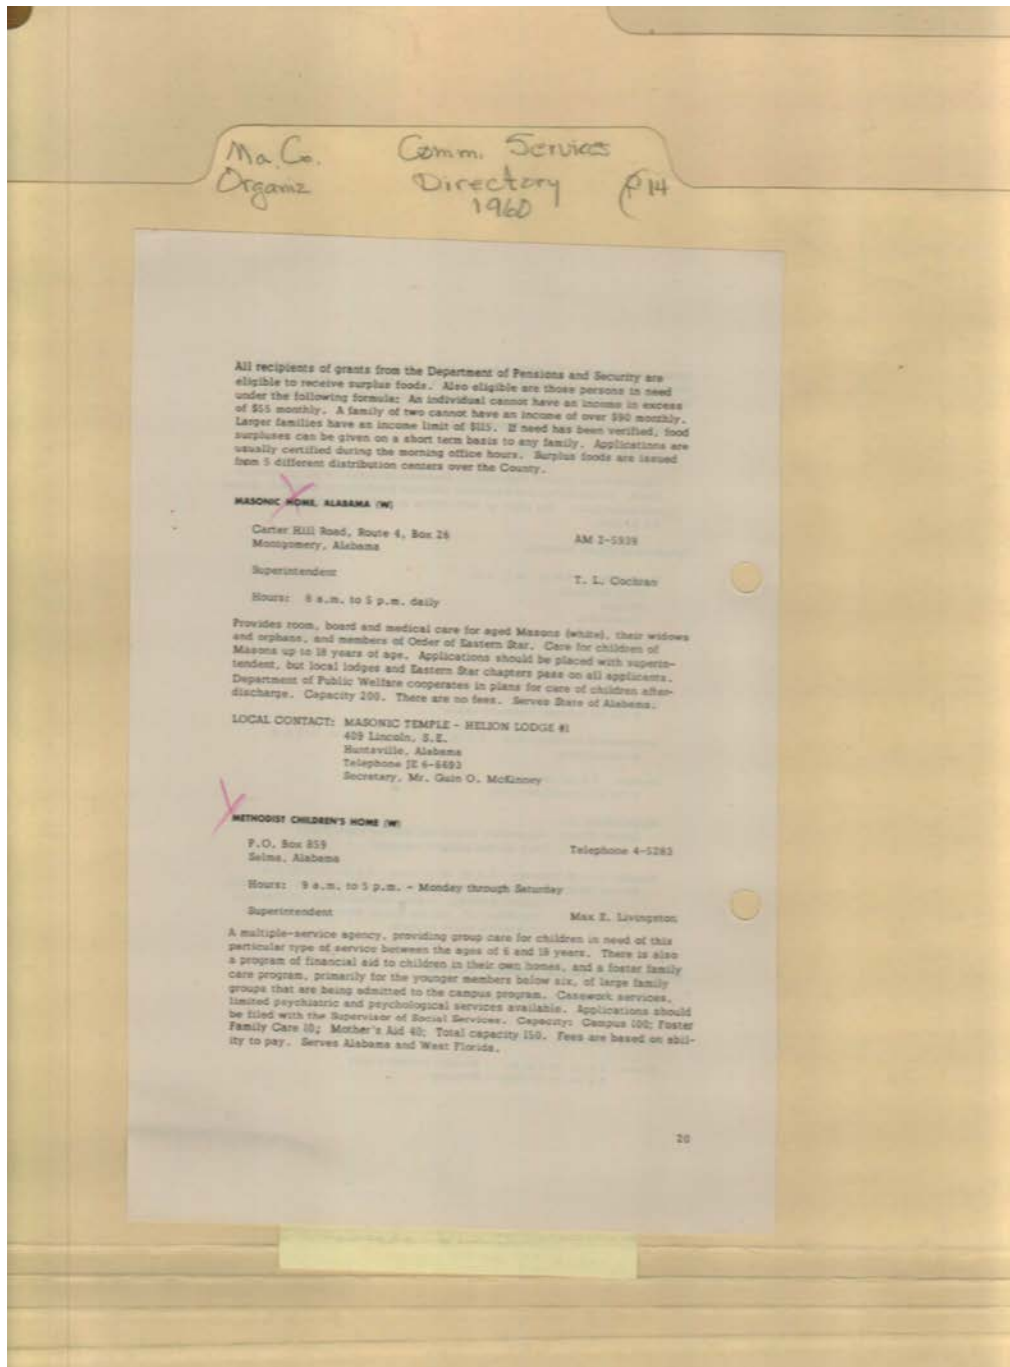 Ma. Co. Comm. Services
Organiz Directory P 14
1960
All recipients of grants from the Department of Pensions and Security are
eligible to receive surplus foods. Also eligible are those persons in need
under the following formula: An individual cannot have an income in excess
of $55 monthly. A family of two cannot have an income of over $90 monthly.
Larger families have an income limit of $115. If need has been verified, food
surpluses can be given on a short term basis to any family. Applications are
usually certified during the morning office hours. Surplus foods are issued
from 5 different distribution centers over the County.
MASONIC HOME, ALABAMA (W)
Carter Hill Road, Route 4, Box 26 AM 2-5939
Montgomery, Alabama
Superintendent T. L. Cochran
Hours: 8 a.m. to 5 p.m. daily
Provides room, board and medical care for aged Masons (white), their widows
and orphans, and members of Order of Eastern Star. Care for children of
Masons up to 18 years of age. Applications should be placed with superin-
tendent, but local lodges and Eastern Star chapters pass on all applicants.
Department of Public Welfare cooperates in plans for care of children after-
discharge. Capacity 200. There are no fees. Serves State of Alabama.
LOCAL CONTACT: MASONIC TEMPLE - HELION LODGE #1
409 Lincoln, S.E.
Huntsville, Alabama
Telephone JE 6-6693
Secretary, Mr. Guin O. McKinney
METHODIST CHILDREN'S HOME (W)
P.O. Box 859 Telephone 4-5283
Selma, Alabama
Hours: 9 a.m. to 5 p.m. - Monday through Saturday
Superintendent Max E. Livingston
A multiple-service agency, providing group care for children in need of this
particular type of service between the ages of 6 and 18 years. There is also
a program of financial aid to children in their own homes, and a foster family
care program, primarily for the younger members below six, of large family
groups that are being admitted to the campus program. Casework services,
limited psychiatric and psychological services available. Applications should
be filed with the Supervisor of Social Services. Capacity: Campus 100; Foster
Family Care 10; Mother's Aid 40; Total capacity 150. Fees are based on abil-
ity to pay. Serves Alabama and West Florida.
20